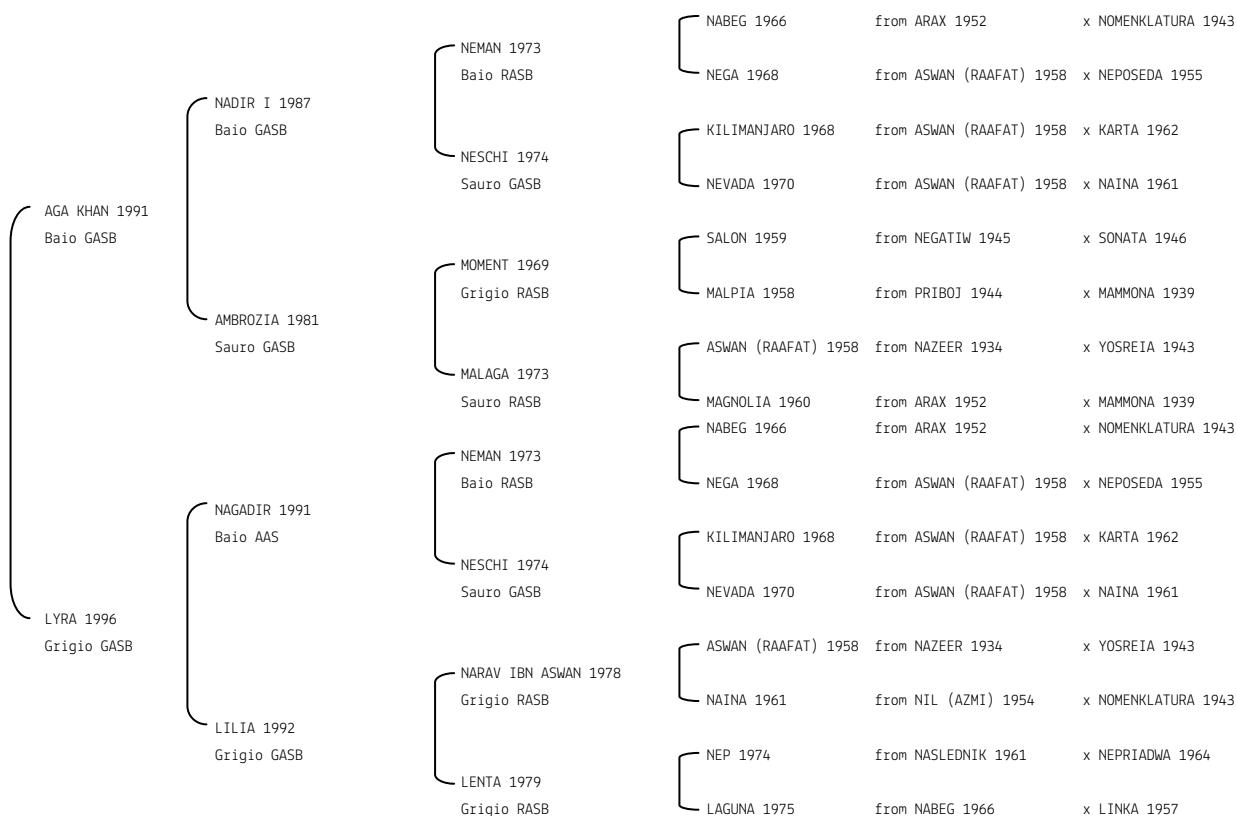 NABEG 1966 from ARAX 1952 x NOMENKLATURA 1943
NEMAN 1973
Baio RASB NEGA 1968 from ASWAN (RAAFAT) 1958 x NEPOSEDA 1955
NADIR I 1987
Baio GASB KILIMANJARO 1968 from ASWAN (RAAFAT) 1958 x KARTA 1962
NESCHI 1974
Sauro GASB NEVADA 1970 from ASWAN (RAAFAT) 1958 x NAINA 1961
AGA KHAN 1991
Baio GASB SALON 1959 from NEGATIW 1945 x SONATA 1946
MOMENT 1969
Grigio RASB MALPIA 1958 from PRIBOJ 1944 x MAMMONA 1939
AMBROZIA 1981
Sauro GASB ASWAN (RAAFAT) 1958 from NAZEER 1934 x YOSREIA 1943
MALAGA 1973
Sauro RASB MAGNOLIA 1960 from ARAX 1952 x MAMMONA 1939
NABEG 1966 from ARAX 1952 x NOMENKLATURA 1943
NEMAN 1973
Baio RASB NEGA 1968 from ASWAN (RAAFAT) 1958 x NEPOSEDA 1955
NAGADIR 1991
Baio AAS KILIMANJARO 1968 from ASWAN (RAAFAT) 1958 x KARTA 1962
NESCHI 1974
Sauro GASB NEVADA 1970 from ASWAN (RAAFAT) 1958 x NAINA 1961
LYRA 1996
Grigio GASB ASWAN (RAAFAT) 1958 from NAZEER 1934 x YOSREIA 1943
NARAV IBN ASWAN 1978
Grigio RASB NAINA 1961 from NIL (AZMI) 1954 x NOMENKLATURA 1943
LILIA 1992
Grigio GASB NEP 1974 from NASLEDNIK 1961 x NEPRIADWA 1964
LENTA 1979
Grigio RASB LAGUNA 1975 from NABEG 1966 x LINKA 1957